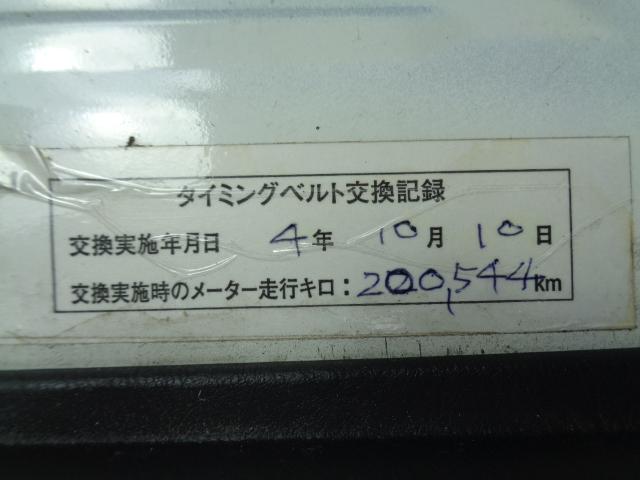 タイミングベルト交換記録
交換実施年月日 4年 10月 10日
交換実施時のメーター走行キロ：200,544km